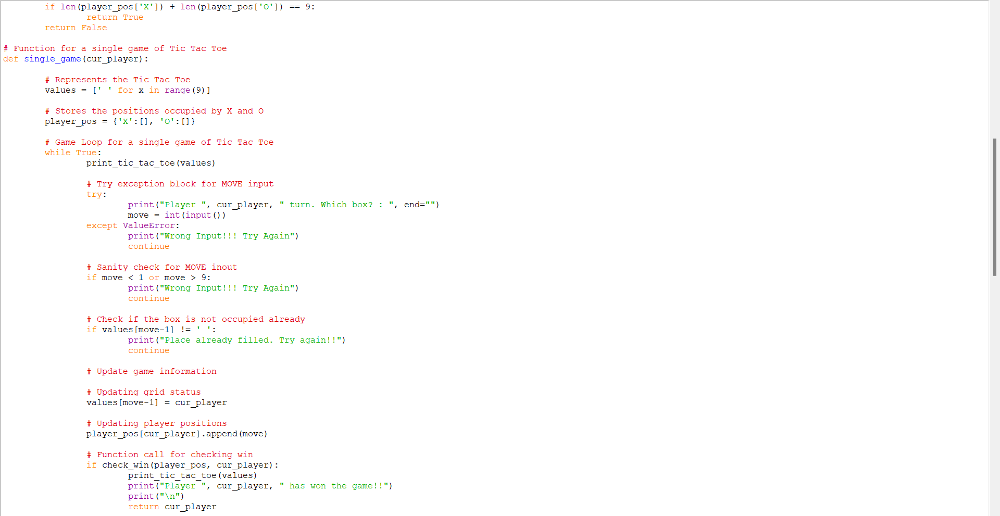 if len(player_pos['X']) + len(player_pos['O']) == 9:
return True
return False
# Function for a single game of Tic Tac Toe
def single_game(cur_player):
# Represents the Tic Tac Toe
values = [' ' for x in range(9)]
# Stores the positions occupied by X and O
player_pos = {'X':[], 'O':[]}
# Game Loop for a single game of Tic Tac Toe
while True:
print_tic_tac_toe(values)
# Try exception block for MOVE input
try:
print("Player ", cur_player, " turn. Which box? : ", end="")
move = int(input())
except ValueError:
print("Wrong Input!!! Try Again")
continue
# Sanity check for MOVE inout
if move < 1 or move > 9:
print("Wrong Input!!! Try Again")
continue
# Check if the box is not occupied already
if values[move-1] != ' ':
print("Place already filled. Try again!!")
continue
# Update game information
# Updating grid status
values[move-1] = cur_player
# Updating player positions
player_pos[cur_player].append(move)
# Function call for checking win
if check_win(player_pos, cur_player):
print_tic_tac_toe(values)
print("Player ", cur_player, " has won the game!!")
print("\n")
return cur_player